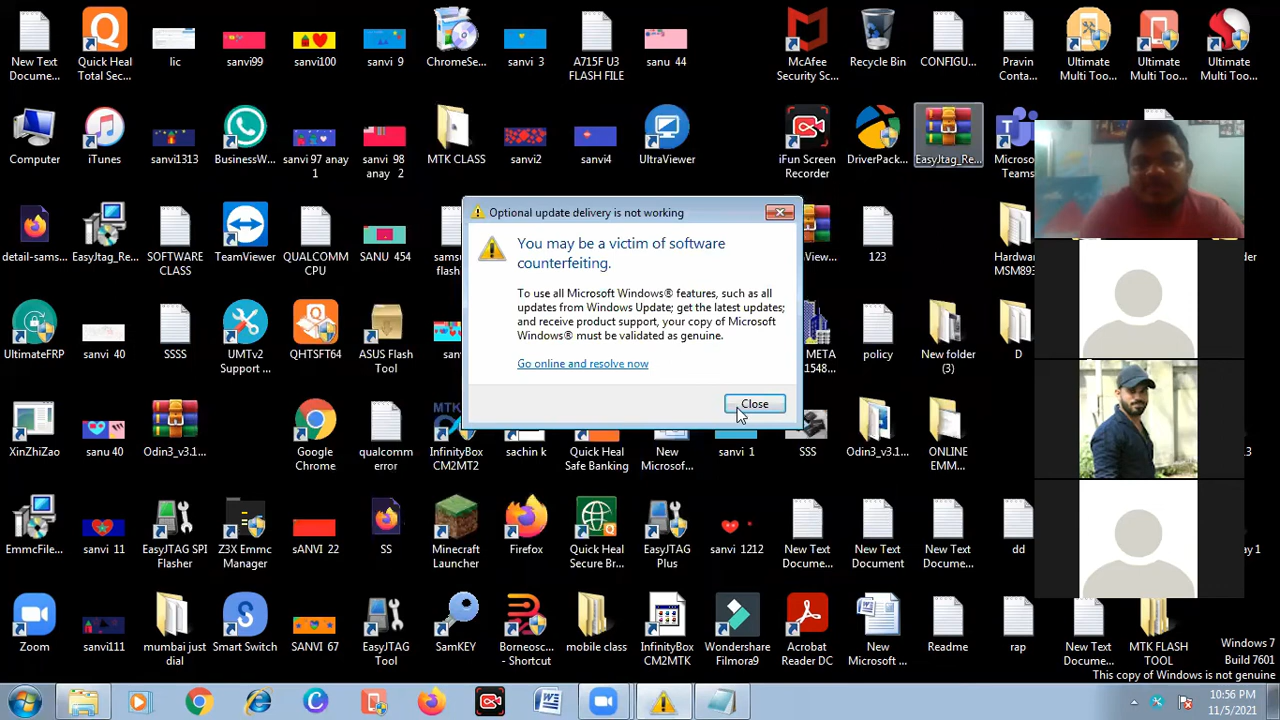 New Text
Docume...
Quick Heal
Total Sec...
lic
sanvi99
sanvi100
sanvi 9
ChromeSe...
sanvi 3
A715F U3
FLASH FILE
sanu 44
McAfee
Security Sc...
Recycle Bin
CONFIGU...
Pravin
Conta...
Ultimate
Multi Too...
Ultimate
Multi Too...
Ultimate
Multi Too...
Computer
iTunes
sanvi1313
BusinessW...
sanvi 97 anay
1
sanvi 98
anay 2
MTK CLASS
sanvi2
sanvi4
UltraViewer
iFun Screen
Recorder
DriverPack...
EasyJtag_Re...
Microso...
Teams
Optional update delivery is not working
You may be a victim of software
counterfeiting.
To use all Microsoft Windows® features, such as all
updates from Windows Update; get the latest updates;
and receive product support, your copy of Microsoft
Windows® must be validated as genuine.
Go online and resolve now
Close
detail-sams...
EasyJtag_Re...
SOFTWARE
CLASS
TeamViewer
QUALCOMM
CPU
SANU 454
sams
flash
View...
123
Hardw
MSM893
der
UltimateFRP
sanvi 40
SSSS
UMTv2
Support ...
QHTSFT64
ASUS Flash
Tool
san
META
1548...
policy
New folder
(3)
D
XinZhiZao
sanu 40
Odin3_v3.1...
Google
Chrome
qualcomm
error
MTK
InfinityBox
CM2MT2
sachin k
Quick Heal
Safe Banking
New
Microsof...
sanvi 1
SSS
Odin3_v3.1...
ONLINE
EMM...
3
EmmcFile...
sanvi 11
EasyJTAG SPI
Flasher
Z3X Emmc
Manager
sANVI 22
SS
Minecraft
Launcher
Firefox
Quick Heal
Secure Br...
EasyJTAG
Plus
sanvi 1212
New Text
Docume...
New Text
Document
New Text
Docume...
dd
ay 1
Zoom
sanvi111
mumbai just
dial
Smart Switch
SANVI 67
EasyJTAG
Tool
SamKEY
Borneosc...
- Shortcut
mobile class
InfinityBox
CM2MTK
Wondershare
Filmora9
Acrobat
Reader DC
New
Microsoft ...
Readme
rap
New Text
Docume...
MTK FLASH
TOOL
Windows 7
Build 7601
This copy of Windows is not genuine
10:56 PM
11/5/2021